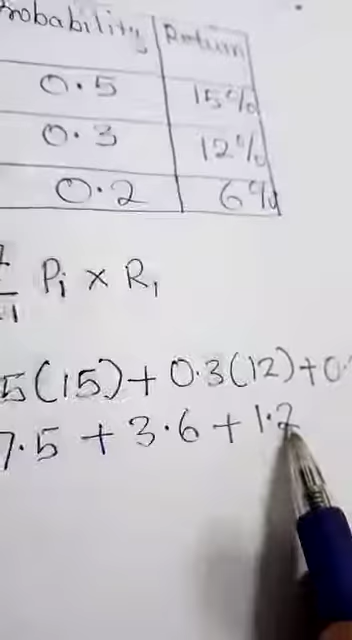 Probability Return
0.5 15%
0.3 12%
0.2 6%
Pi × R1
5(15) + 0.3(12) + 0.
7.5 + 3.6 + 1.2